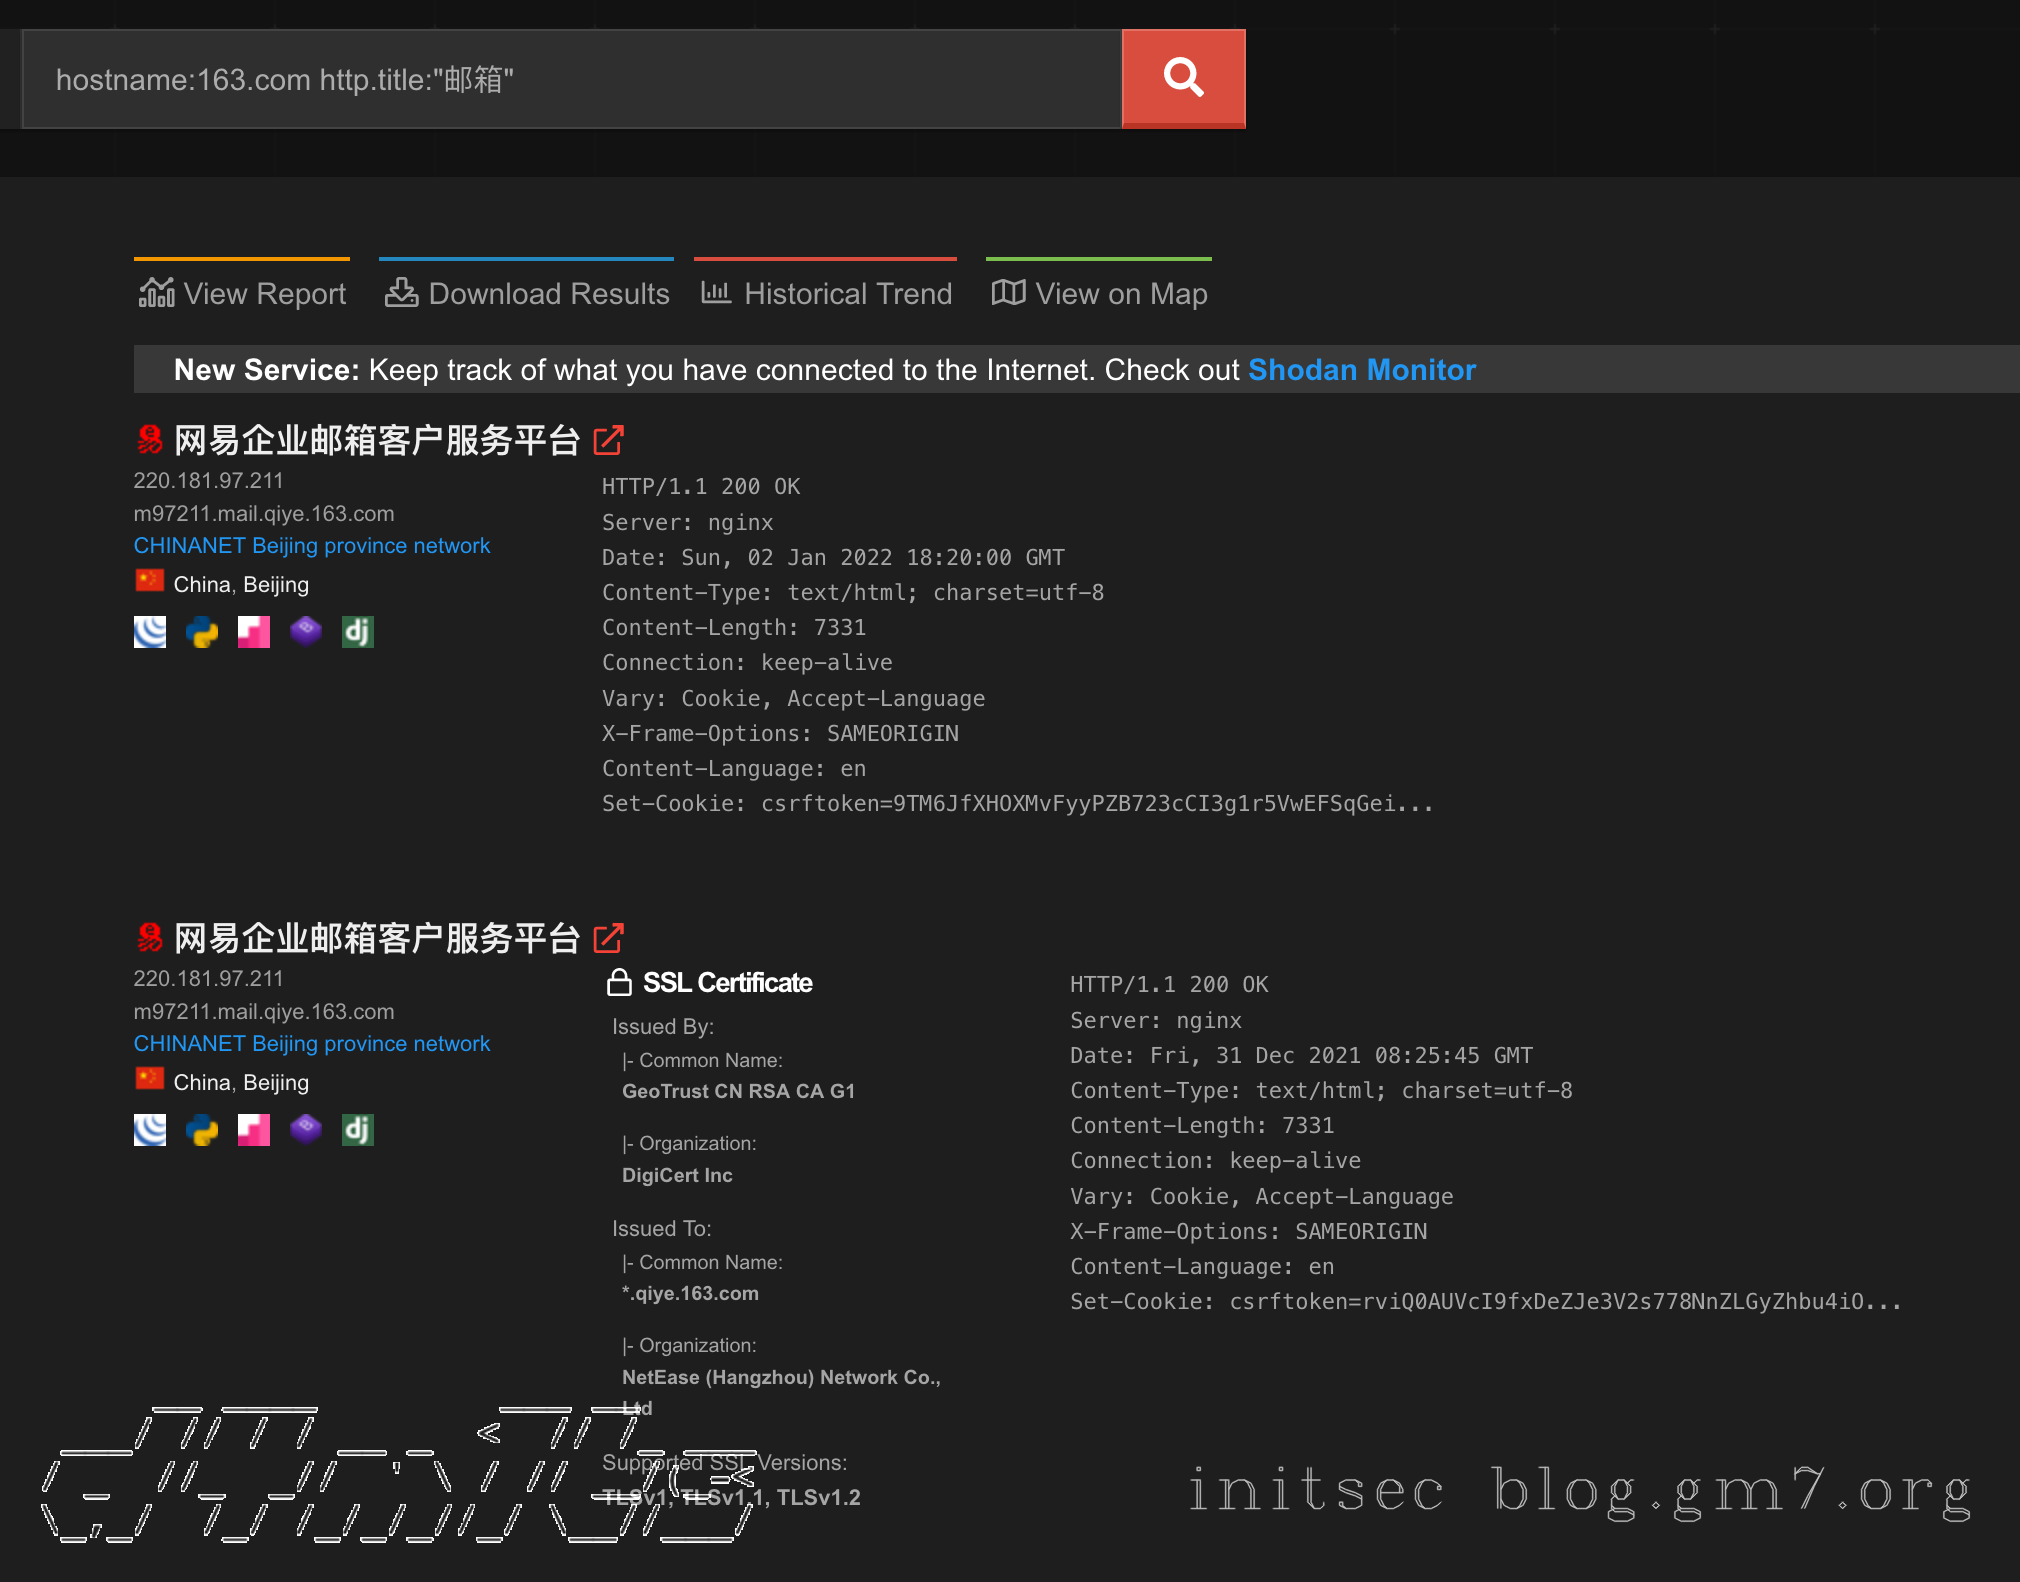 hostname:163.com http.title:"邮箱"
View Report
Download Results
Historical Trend
View on Map
New Service: Keep track of what you have connected to the Internet. Check out Shodan Monitor
网易企业邮箱客户服务平台
220.181.97.211
m97211.mail.qiye.163.com
CHINANET Beijing province network
China, Beijing
dj
HTTP/1.1 200 OK
Server: nginx
Date: Sun, 02 Jan 2022 18:20:00 GMT
Content-Type: text/html; charset=utf-8
Content-Length: 7331
Connection: keep-alive
Vary: Cookie, Accept-Language
X-Frame-Options: SAMEORIGIN
Content-Language: en
Set-Cookie: csrftoken=9TM6JfXHOXMvFyyPZB723cCI3g1r5VwEFSqGei...
网易企业邮箱客户服务平台
220.181.97.211
m97211.mail.qiye.163.com
CHINANET Beijing province network
China, Beijing
dj
SSL Certificate
Issued By:
|- Common Name:
GeoTrust CN RSA CA G1
|- Organization:
DigiCert Inc
Issued To:
|- Common Name:
*.qiye.163.com
|- Organization:
NetEase (Hangzhou) Network Co.,
Ltd
Supported SSL Versions:
TLSv1, TLSv1.1, TLSv1.2
HTTP/1.1 200 OK
Server: nginx
Date: Fri, 31 Dec 2021 08:25:45 GMT
Content-Type: text/html; charset=utf-8
Content-Length: 7331
Connection: keep-alive
Vary: Cookie, Accept-Language
X-Frame-Options: SAMEORIGIN
Content-Language: en
Set-Cookie: csrftoken=rviQ0AUVcI9fxDeZJe3V2s778NnZLGyZhbu4iO...
initsec blog.gm7.org